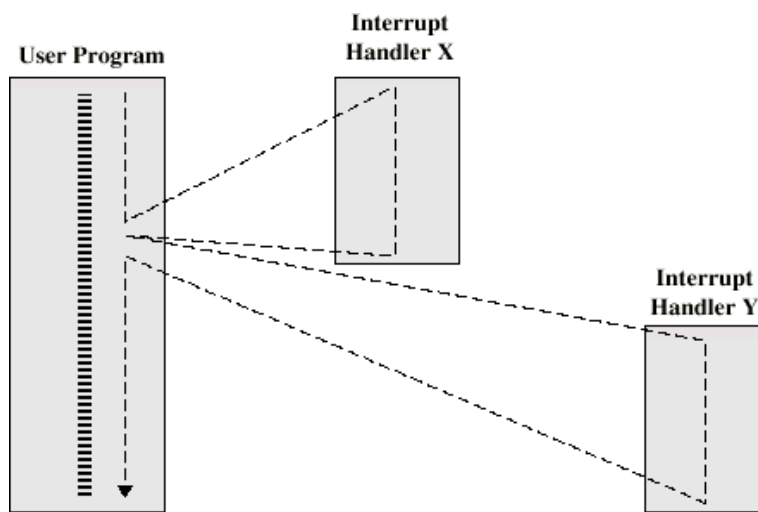 User Program
Interrupt
Handler X
Interrupt
Handler Y